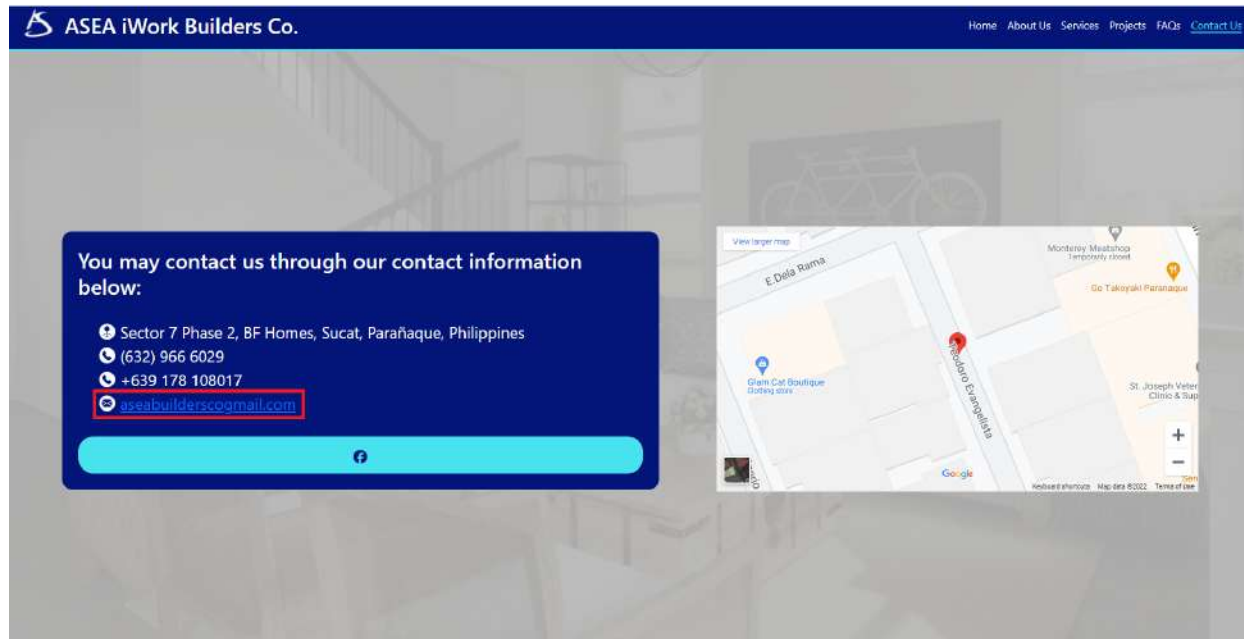 ASEA iWork Builders Co.
Home About Us Services Projects FAQs Contact Us
You may contact us through our contact information
below:
Sector 7 Phase 2, BF Homes, Sucat, Parañaque, Philippines
(632) 966 6029
+639 178 108017
aseabuilderscogmail.com
View larger map
E.Dela Rama
Monterey Meatshop
Temporarily closed
Go Takoyaki Paranaque
Glam Cat Boutique
Clothing store
Teodoro Evangelista
St. Joseph Veter
Clinic & Sup
+
−
Google
Keyboard shortcuts Map data ©2022 Terms of Use